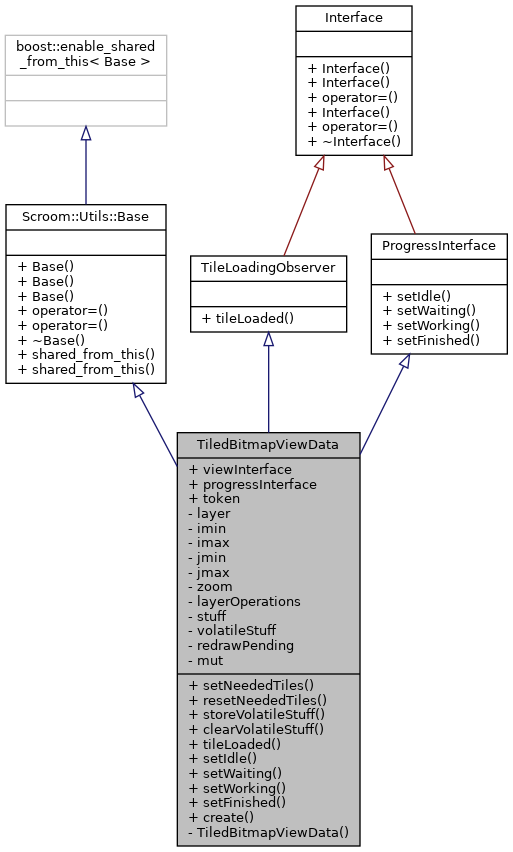 Interface
+ Interface()
+ Interface()
+ operator=()
+ Interface()
+ operator=()
+ ~Interface()
boost::enable_shared
_from_this< Base >
Scroom::Utils::Base
+ Base()
+ Base()
+ Base()
+ operator=()
+ operator=()
+ ~Base()
+ shared_from_this()
+ shared_from_this()
TileLoadingObserver
+ tileLoaded()
ProgressInterface
+ setIdle()
+ setWaiting()
+ setWorking()
+ setFinished()
TiledBitmapViewData
+ viewInterface
+ progressInterface
+ token
- layer
- imin
- imax
- jmin
- jmax
- zoom
- layerOperations
- stuff
- volatileStuff
- redrawPending
- mut
+ setNeededTiles()
+ resetNeededTiles()
+ storeVolatileStuff()
+ clearVolatileStuff()
+ tileLoaded()
+ setIdle()
+ setWaiting()
+ setWorking()
+ setFinished()
+ create()
- TiledBitmapViewData()